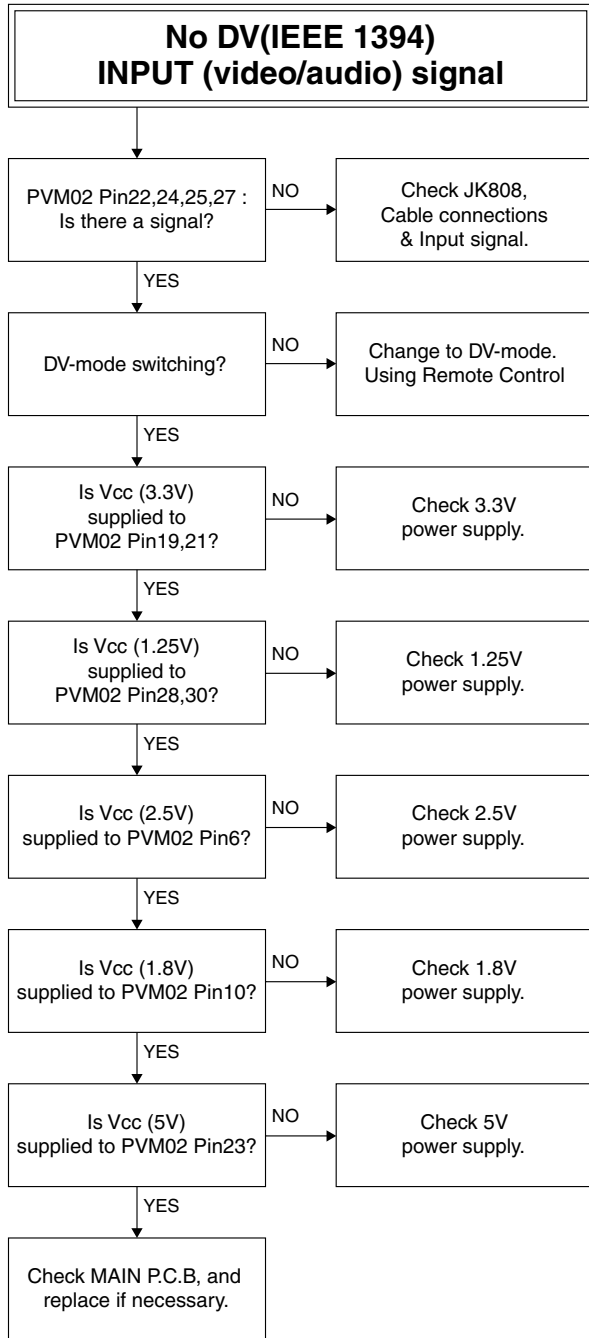 No DV(IEEE 1394)
INPUT (video/audio) signal
PVM02 Pin22,24,25,27 :
Is there a signal?
NO
Check JK808,
Cable connections
& Input signal.
YES
DV-mode switching?
NO
Change to DV-mode.
Using Remote Control
YES
Is Vcc (3.3V)
supplied to
PVM02 Pin19,21?
NO
Check 3.3V
power supply.
YES
Is Vcc (1.25V)
supplied to
PVM02 Pin28,30?
NO
Check 1.25V
power supply.
YES
Is Vcc (2.5V)
supplied to PVM02 Pin6?
NO
Check 2.5V
power supply.
YES
Is Vcc (1.8V)
supplied to PVM02 Pin10?
NO
Check 1.8V
power supply.
YES
Is Vcc (5V)
supplied to PVM02 Pin23?
NO
Check 5V
power supply.
YES
Check MAIN P.C.B, and
replace if necessary.